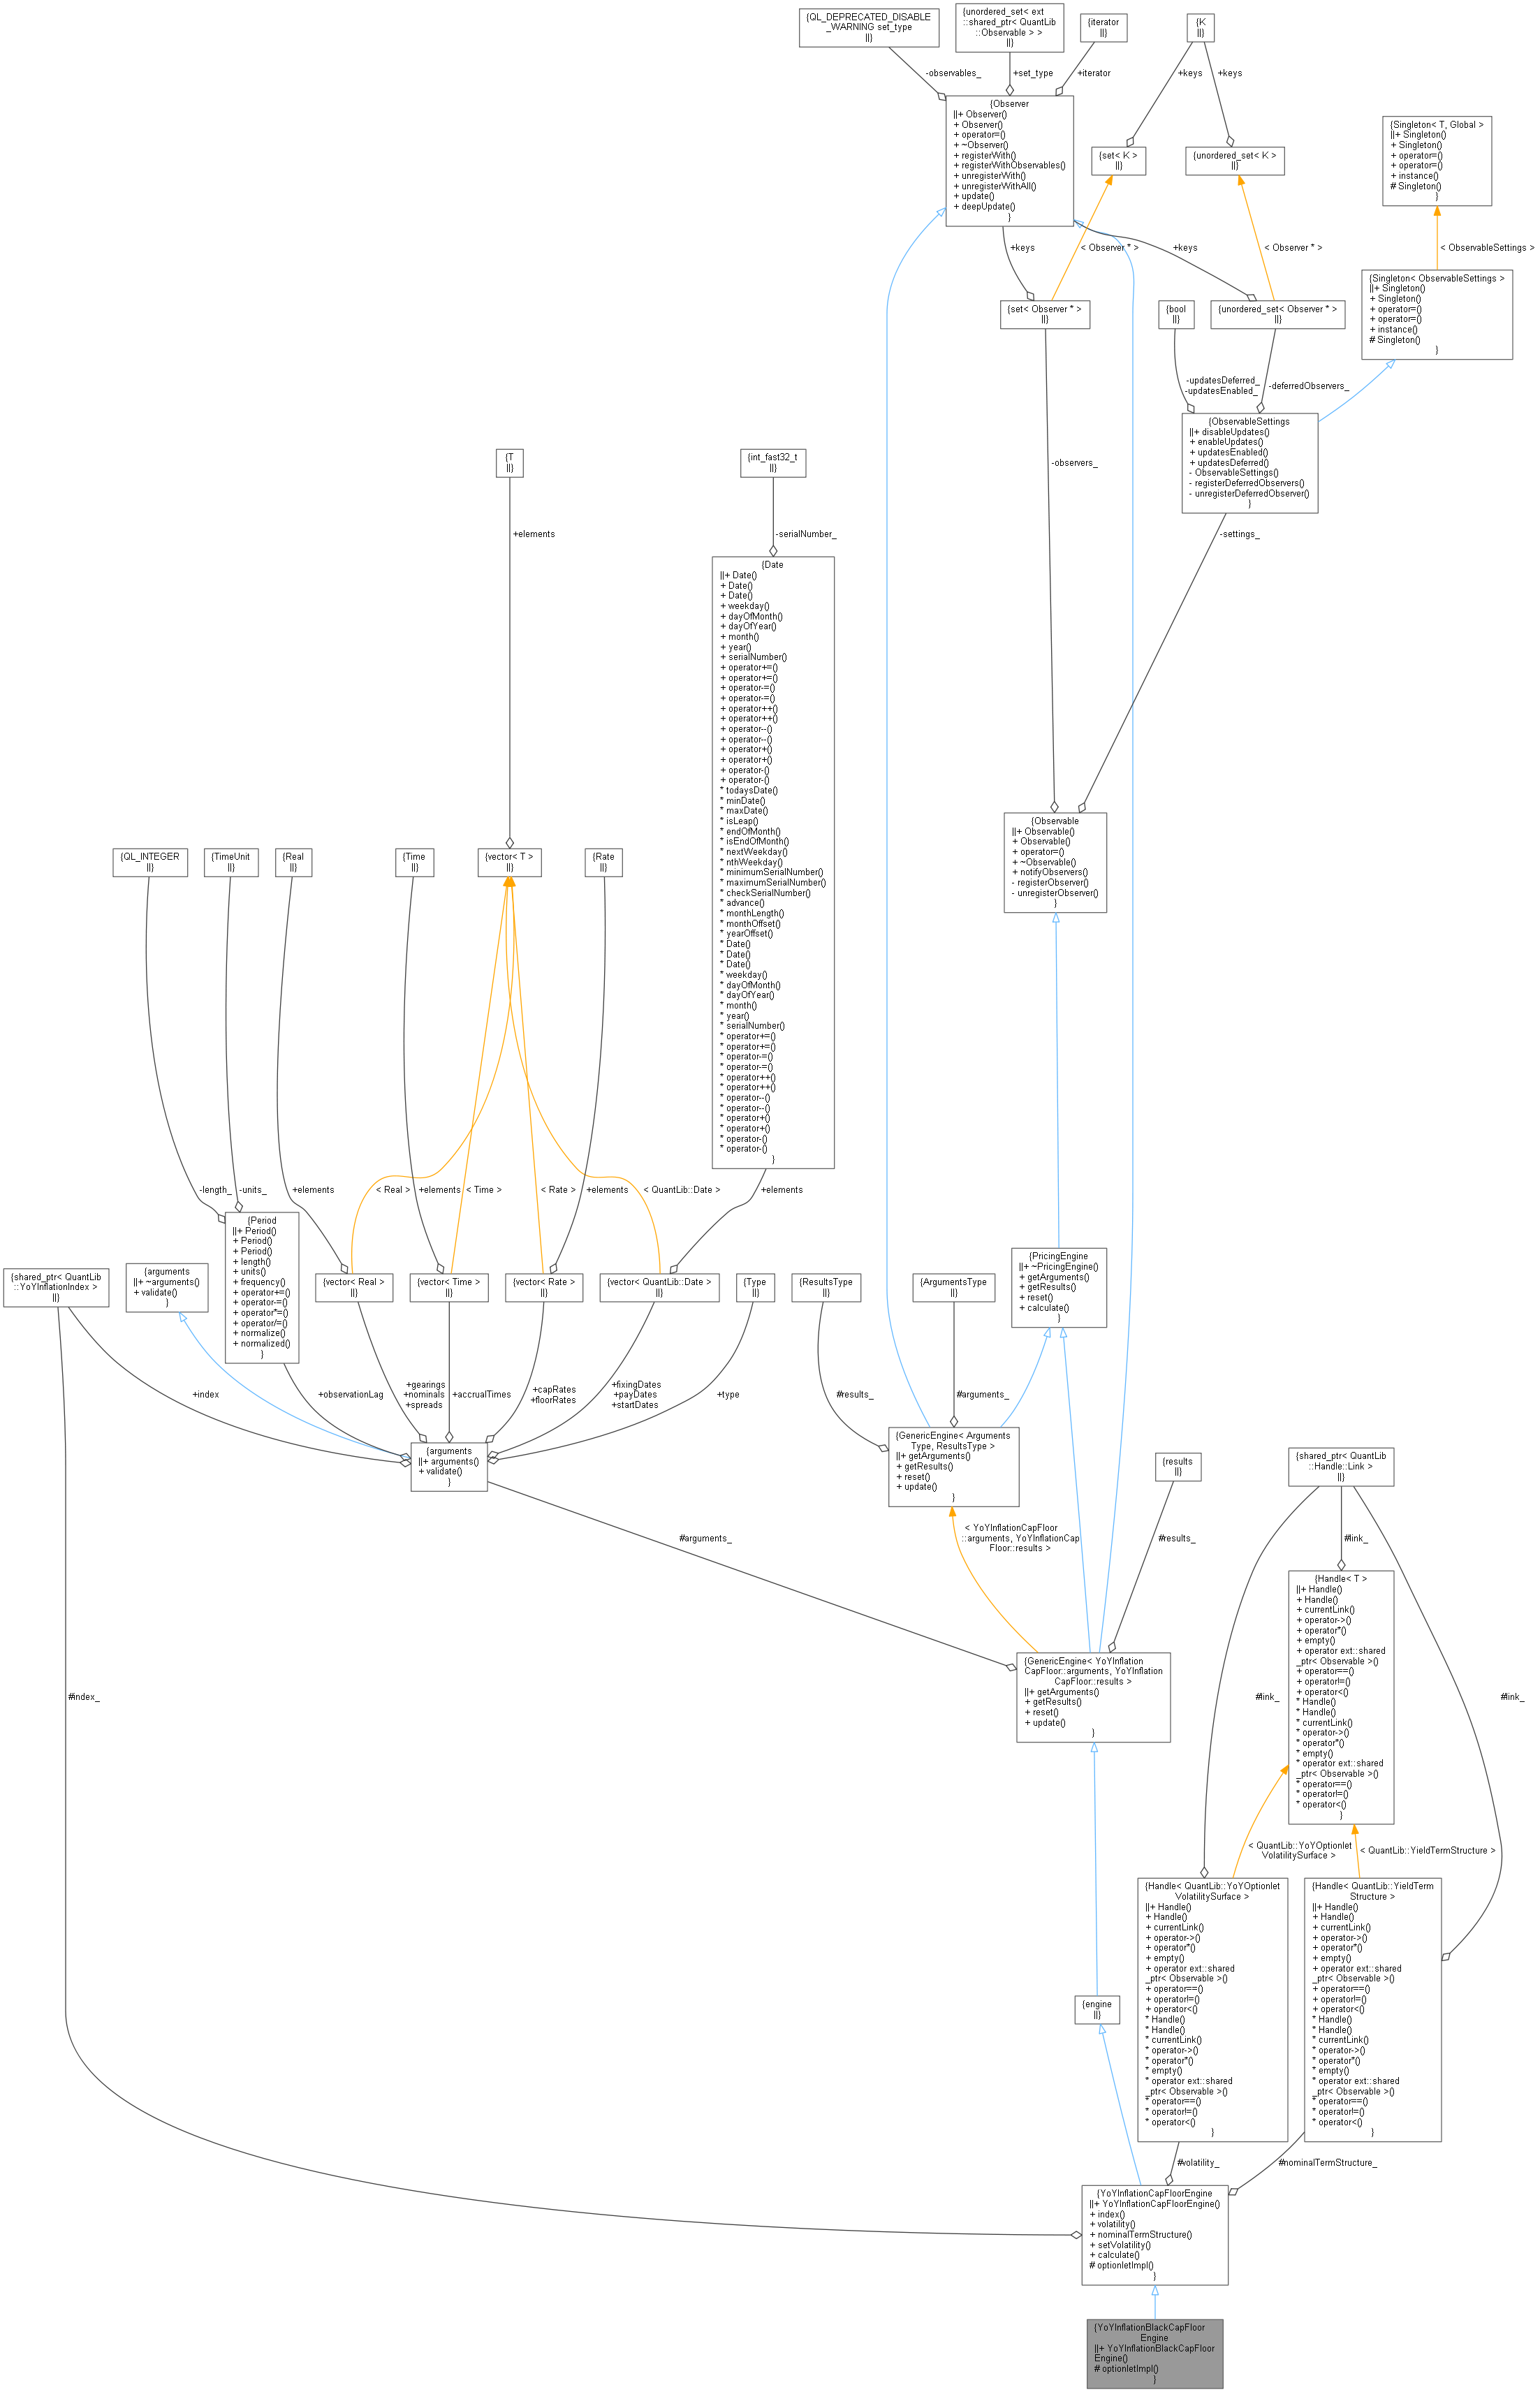 {QL_DEPRECATED_DISABLE
_WARNING set_type
||}
{unordered_set< ext
::shared_ptr< QuantLib
::Observable > >
||}
{iterator
||}
{K
||}
-observables_
+set_type
+iterator
+keys
+keys
{Observer
||+ Observer()
+ Observer()
+ operator=()
+ ~Observer()
+ registerWith()
+ registerWithObservables()
+ unregisterWith()
+ unregisterWithAll()
+ update()
+ deepUpdate()
}
{set< K >
||}
{unordered_set< K >
||}
{Singleton< T, Global >
||+ Singleton()
+ Singleton()
+ operator=()
+ operator=()
+ instance()
# Singleton()
}
+keys
< Observer * >
+keys
< Observer * >
< ObservableSettings >
{set< Observer * >
||}
{bool
||}
{unordered_set< Observer * >
||}
{Singleton< ObservableSettings >
||+ Singleton()
+ Singleton()
+ operator=()
+ operator=()
+ instance()
# Singleton()
}
-updatesDeferred_
-updatesEnabled_
-deferredObservers_
{ObservableSettings
||+ disableUpdates()
+ enableUpdates()
+ updatesEnabled()
+ updatesDeferred()
- ObservableSettings()
- registerDeferredObservers()
- unregisterDeferredObserver()
}
{T
||}
{int_fast32_t
||}
-observers_
+elements
-serialNumber_
-settings_
{Date
||+ Date()
+ Date()
+ Date()
+ weekday()
+ dayOfMonth()
+ dayOfYear()
+ month()
+ year()
+ serialNumber()
+ operator+=()
+ operator+=()
+ operator-=()
+ operator-=()
+ operator++()
+ operator++()
+ operator--()
+ operator--()
+ operator+()
+ operator+()
+ operator-()
+ operator-()
* todaysDate()
* minDate()
* maxDate()
* isLeap()
* endOfMonth()
* isEndOfMonth()
* nextWeekday()
* nthWeekday()
* minimumSerialNumber()
* maximumSerialNumber()
* checkSerialNumber()
* advance()
* monthLength()
* monthOffset()
* yearOffset()
* Date()
* Date()
* Date()
* weekday()
* dayOfMonth()
* dayOfYear()
* month()
* year()
* serialNumber()
* operator+=()
* operator+=()
* operator-=()
* operator-=()
* operator++()
* operator++()
* operator--()
* operator--()
* operator+()
* operator+()
* operator-()
* operator-()
}
{Observable
||+ Observable()
+ Observable()
+ operator=()
+ ~Observable()
+ notifyObservers()
- registerObserver()
- unregisterObserver()
}
{QL_INTEGER
||}
{TimeUnit
||}
{Real
||}
{Time
||}
{vector< T >
||}
{Rate
||}
-length_
-units_
+elements
< Real >
+elements
< Time >
< Rate >
+elements
< QuantLib::Date >
+elements
{shared_ptr< QuantLib
::YoYInflationIndex >
||}
{arguments
||+ ~arguments()
+ validate()
}
{Period
||+ Period()
+ Period()
+ Period()
+ length()
+ units()
+ frequency()
+ operator+=()
+ operator-=()
+ operator*=()
+ operator/=()
+ normalize()
+ normalized()
}
{vector< Real >
||}
{vector< Time >
||}
{vector< Rate >
||}
{vector< QuantLib::Date >
||}
{Type
||}
{ResultsType
||}
{ArgumentsType
||}
{PricingEngine
||+ ~PricingEngine()
+ getArguments()
+ getResults()
+ reset()
+ calculate()
}
+index
+observationLag
+gearings
+nominals
+spreads
+accrualTimes
+capRates
+floorRates
+fixingDates
+payDates
+startDates
+type
#results_
#arguments_
{arguments
||+ arguments()
+ validate()
}
{GenericEngine< Arguments
Type, ResultsType >
||+ getArguments()
+ getResults()
+ reset()
+ update()
}
{results
||}
{shared_ptr< QuantLib
::Handle::Link >
||}
#arguments_
< YoYInflationCapFloor
::arguments, YoYInflationCap
Floor::results >
#results_
#link_
{Handle< T >
||+ Handle()
+ Handle()
+ currentLink()
+ operator->()
+ operator*()
+ empty()
+ operator ext::shared
_ptr< Observable >()
+ operator==()
+ operator!=()
+ operator<()
* Handle()
* Handle()
* currentLink()
* operator->()
* operator*()
* empty()
* operator ext::shared
_ptr< Observable >()
* operator==()
* operator!=()
* operator<()
}
{GenericEngine< YoYInflation
CapFloor::arguments, YoYInflation
CapFloor::results >
||+ getArguments()
+ getResults()
+ reset()
+ update()
}
#index_
#link_
#link_
< QuantLib::YoYOptionlet
VolatilitySurface >
< QuantLib::YieldTermStructure >
{Handle< QuantLib::YoYOptionlet
VolatilitySurface >
||+ Handle()
+ Handle()
+ currentLink()
+ operator->()
+ operator*()
+ empty()
+ operator ext::shared
_ptr< Observable >()
+ operator==()
+ operator!=()
+ operator<()
* Handle()
* Handle()
* currentLink()
* operator->()
* operator*()
* empty()
* operator ext::shared
_ptr< Observable >()
* operator==()
* operator!=()
* operator<()
}
{Handle< QuantLib::YieldTerm
Structure >
||+ Handle()
+ Handle()
+ currentLink()
+ operator->()
+ operator*()
+ empty()
+ operator ext::shared
_ptr< Observable >()
+ operator==()
+ operator!=()
+ operator<()
* Handle()
* Handle()
* currentLink()
* operator->()
* operator*()
* empty()
* operator ext::shared
_ptr< Observable >()
* operator==()
* operator!=()
* operator<()
}
{engine
||}
#volatility_
#nominalTermStructure_
{YoYInflationCapFloorEngine
||+ YoYInflationCapFloorEngine()
+ index()
+ volatility()
+ nominalTermStructure()
+ setVolatility()
+ calculate()
# optionletImpl()
}
{YoYInflationBlackCapFloor
Engine
||+ YoYInflationBlackCapFloor
Engine()
# optionletImpl()
}